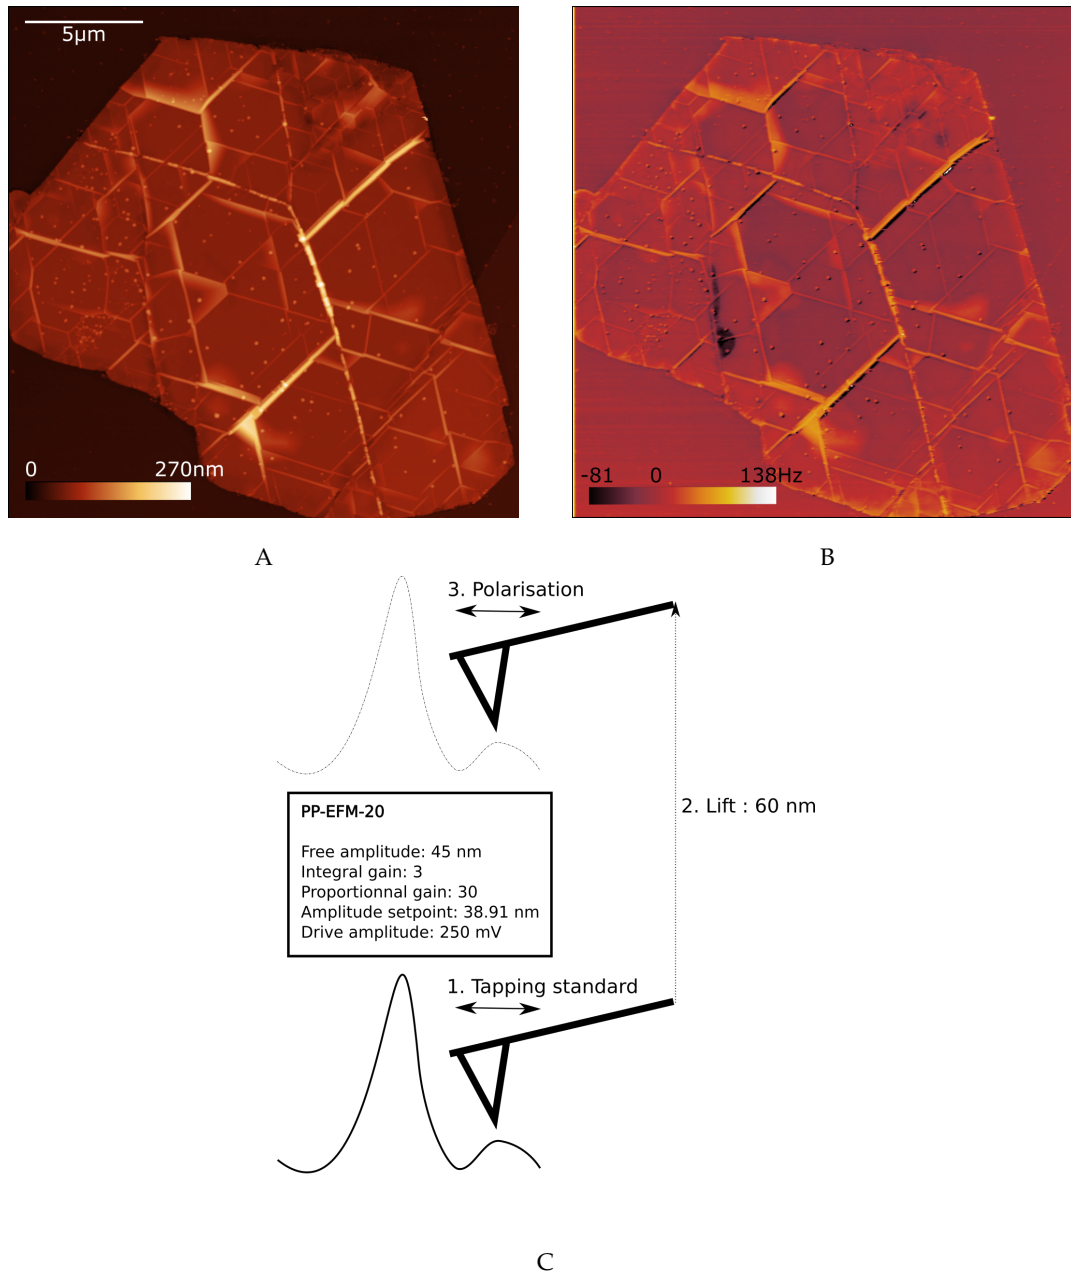 5μm
0 270nm
-81 0 138Hz
A B
3. Polarisation
2. Lift : 60 nm
PP-EFM-20
Free amplitude: 45 nm
Integral gain: 3
Proportionnal gain: 30
Amplitude setpoint: 38.91 nm
Drive amplitude: 250 mV
1. Tapping standard
C